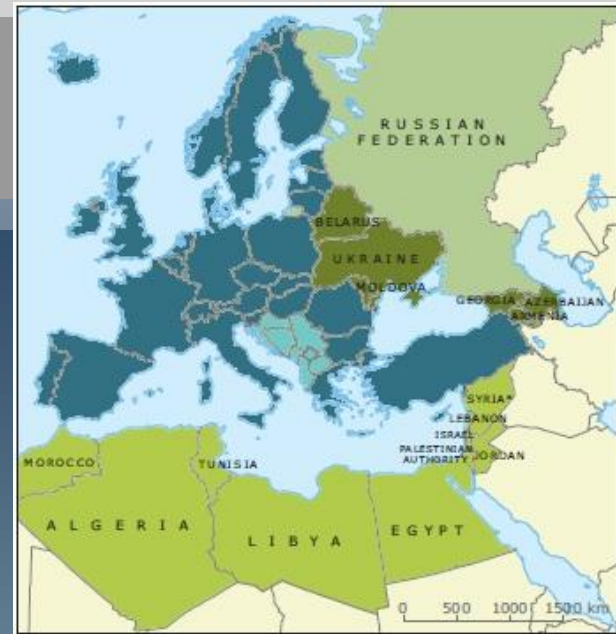 RUSSIAN
FEDERATION
BELARUS
UKRAINE
MOLDOVA
GEORGIA
AZERBAIJAN
ARMENIA
SYRIA*
LEBANON
ISRAEL
PALESTINIAN
AUTHORITY
JORDAN
MOROCCO
TUNISIA
ALGERIA
LIBYA
EGYPT
0 500 1000 1500 km